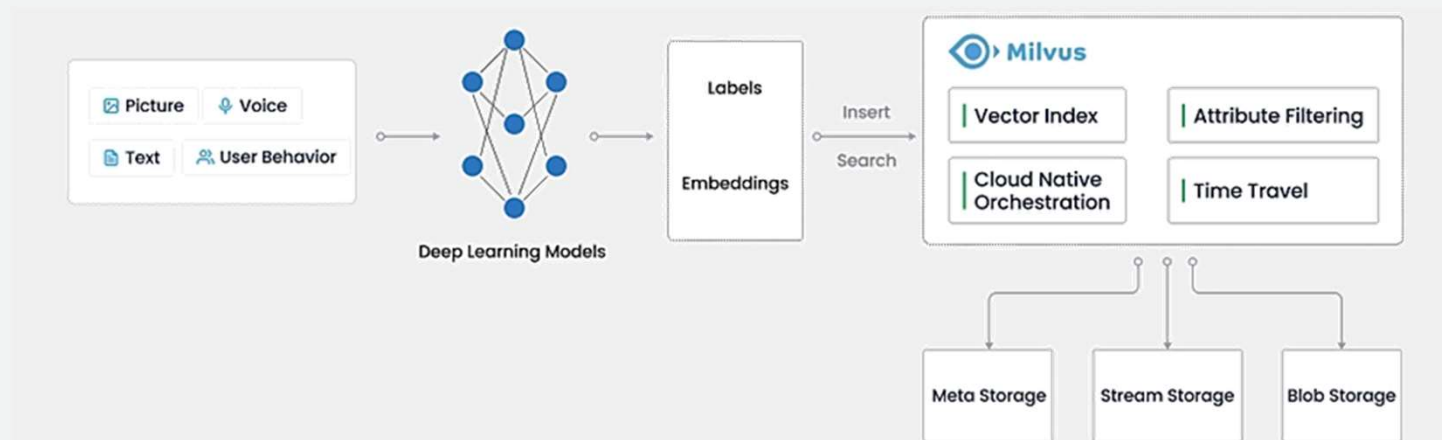 Picture
Voice
Text
User Behavior
Deep Learning Models
Labels
Embeddings
Insert
Search
Milvus
Vector Index
Attribute Filtering
Cloud Native
Orchestration
Time Travel
Meta Storage
Stream Storage
Blob Storage